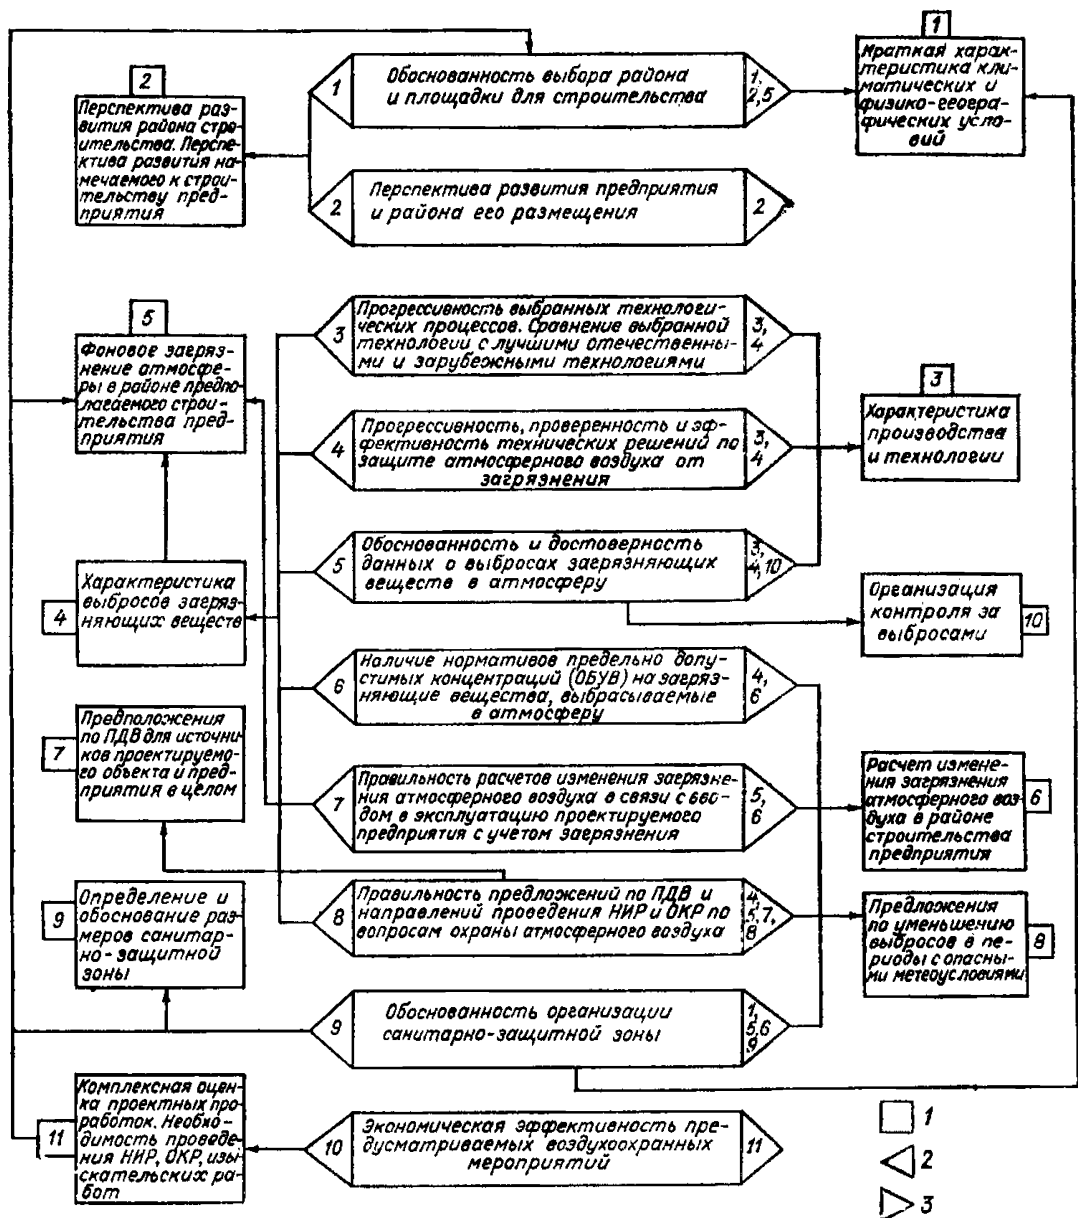 1
Краткая харак-
теристика кли-
матических и
физико-геогра-
фических усло-
вий
2
Перспектива раз-
вития района стро-
ительства. Перспе-
ктива развития на-
мечаемого к строи-
тельству пред-
приятия
1
Обоснованность выбора района
и площадки для строительства
1,
2,5
2
Перспектива развития предприятия
и района его размещения
2
5
Фоновое загряз-
нение атмосфе-
ры в районе предпо-
лагаемого строи-
тельства пред-
приятия
3
Прогрессивность выбранных технологи-
ческих процессов. Сравнение выбранной
технологии с лучшими отечественны-
ми и зарубежными технологиями
3,
4
3
Характеристика
производства
и технологии
4
Прогрессивность, проверенность и эф-
фективность технических решений по
защите атмосферного воздуха от
загрязнения
3,
4
5
Обоснованность и достоверность
данных о выбросах загрязняющих
веществ в атмосферу
3,
4,10
4
Характеристика
выбросов загряз-
няющих веществ
Организация
контроля за
выбросами
10
6
Наличие нормативов предельно допу-
стимых концентраций (ОБУВ) на загряз-
няющие вещества, выбрасываемые
в атмосферу
4,
6
7
Предположения
по ПДВ для источни-
ков проектируемо-
го объекта и пред-
приятия в целом
7
Правильность расчетов изменения загрязне-
ния атмосферного воздуха в связи с вво-
дом в эксплуатацию проектируемого
предприятия с учетом загрязнения
5,
6
Расчет измене-
ния загрязнения
атмосферного воз-
духа в районе
строительства
предприятия
6
9
Определение и
обоснование раз-
меров санитар-
но-защитной
зоны
8
Правильность предложений по ПДВ и
направлений проведения НИР и ОКР по
вопросам охраны атмосферного воздуха
4,
5,7,
8
Предложения
по уменьшению
выбросов в пе-
риоды с опасны-
ми метеоусловиями
8
9
Обоснованность организации
санитарно-защитной зоны
1,
5,6
9
11
Комплексная оцен-
ка проектных про-
работок. Необхо-
димость проведе-
ния НИР, ОКР, изы-
скательских ра-
бот
10
Экономическая эффективность пре-
дусматриваемых воздухоохранных
мероприятий
11
1
2
3